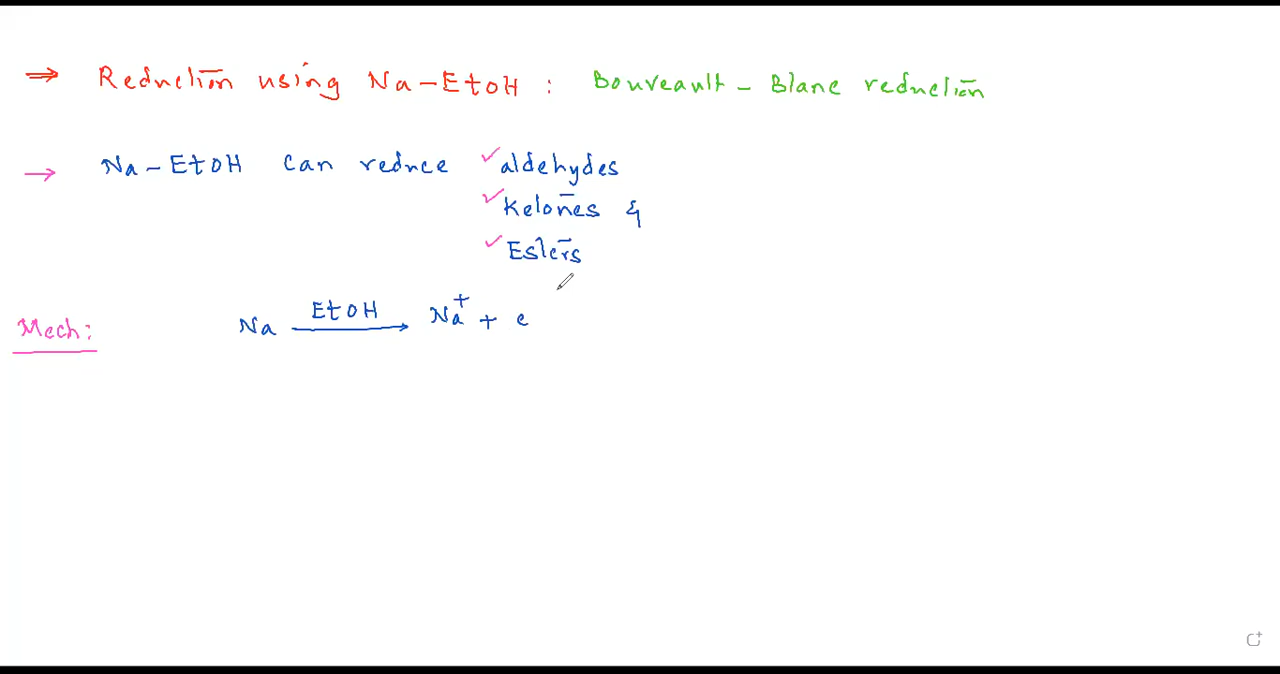 ⇒ Reduction using Na-EtOH : Bouveault - Blanc reduction
→ Na-EtOH can reduce ✓aldehydes
✓Ketones &
✓Esters
Mech: Na EtOH → Na⁺ + e